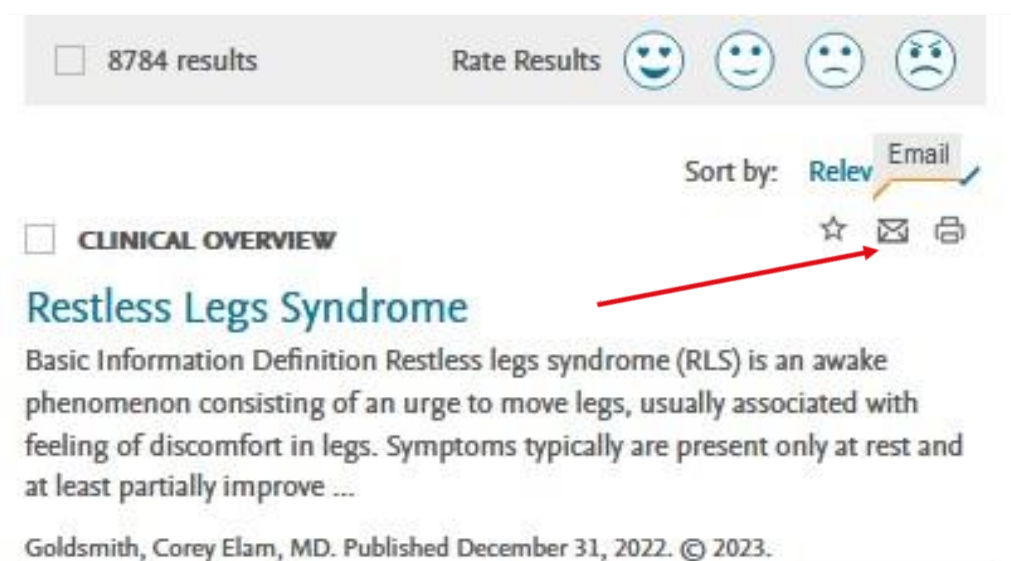 8784 results Rate Results
Email
Sort by: Relev
CLINICAL OVERVIEW
Restless Legs Syndrome
Basic Information Definition Restless legs syndrome (RLS) is an awake
phenomenon consisting of an urge to move legs, usually associated with
feeling of discomfort in legs. Symptoms typically are present only at rest and
at least partially improve ...
Goldsmith, Corey Elam, MD. Published December 31, 2022. © 2023.